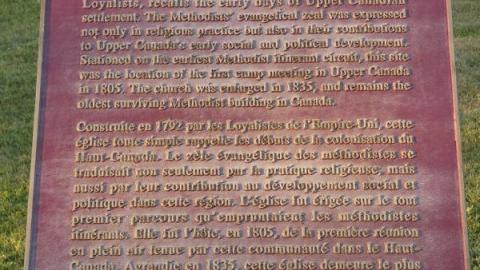 Loyalists, recalls the early days of Upper Canadian
settlement. The Methodists' evangelical zeal was expressed
not only in religious practice but also in their contributions
to Upper Canada's early social and political development.
Stationed on the earliest Methodist itinerant circuit, this site
was the location of the first camp meeting in Upper Canada
in 1805. The church was enlarged in 1835, and remains the
oldest surviving Methodist building in Canada.
Construite en 1792 par les Loyalistes de l'Empire-Uni, cette
église toute simple rappelle les débuts de la colonisation du
Haut-Canada. Le zèle évangélique des méthodistes se
traduisait non seulement par la pratique religieuse, mais
aussi par leur contribution au développement social et
politique dans cette région. L'église fut érigée sur le tout
premier parcours qu'empruntaient les méthodistes
itinérants. Elle fut l'hôte, en 1805, de la première réunion
en plein air tenue par cette communauté dans le Haut-
Canada. Agrandie en 1835, cette église demeure le plus